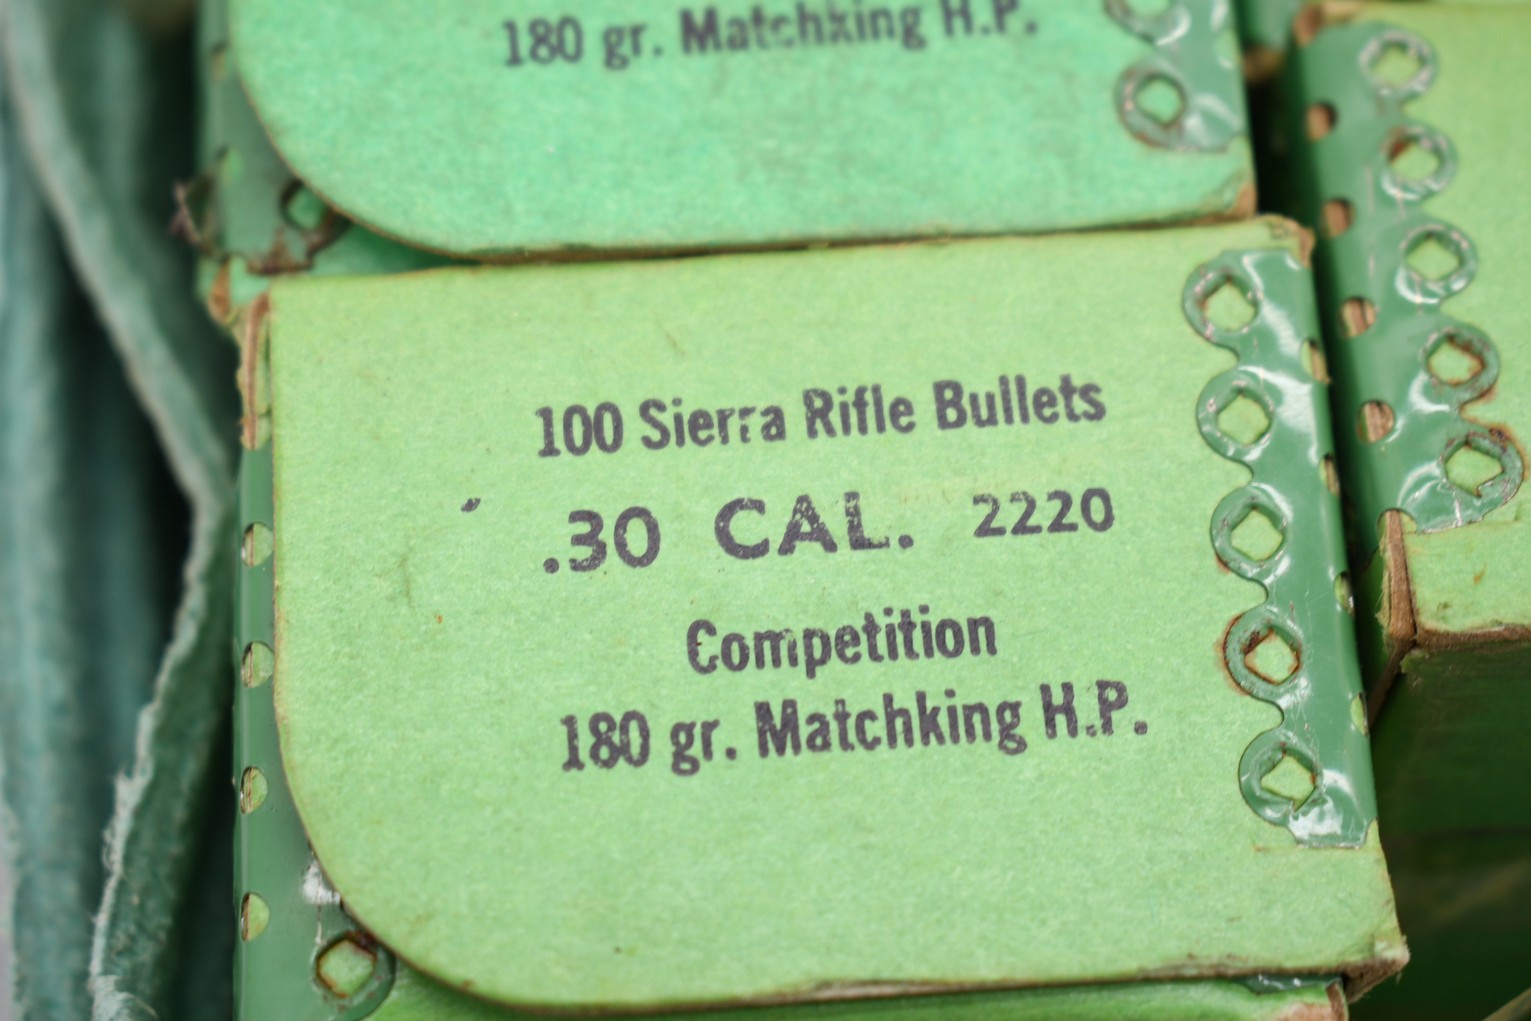 180 gr. Matchking H.P.
100 Sierra Rifle Bullets
.30 CAL. 2220
Competition
180 gr. Matchking H.P.